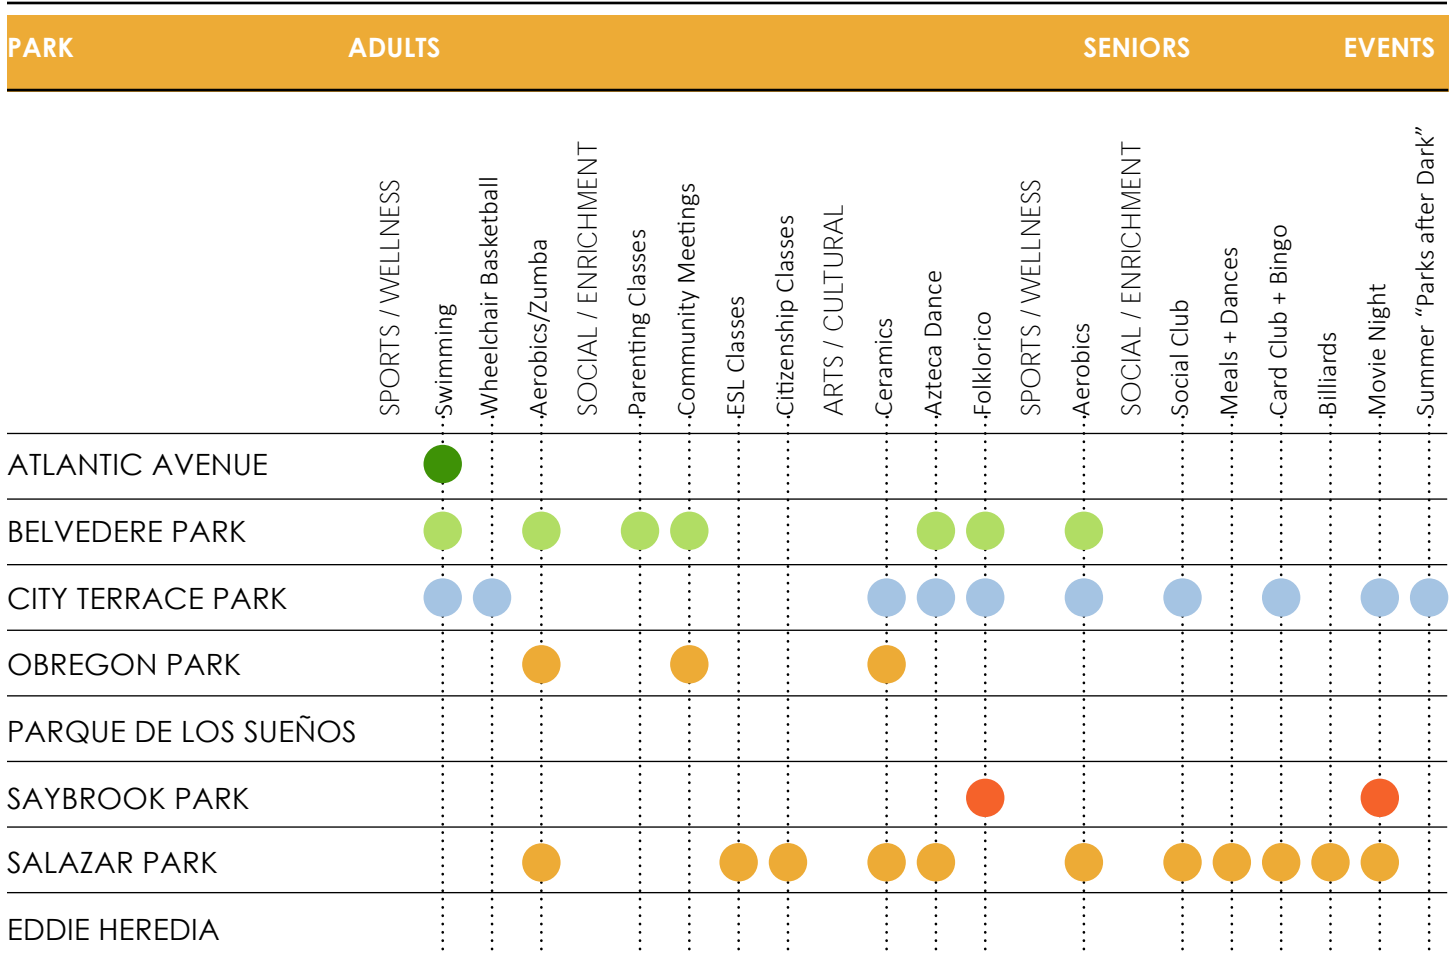 PARK ADULTS SENIORS EVENTS
SPORTS / WELLNESS
Swimming
Wheelchair Basketball
Aerobics/Zumba
SOCIAL / ENRICHMENT
Parenting Classes
Community Meetings
ESL Classes
Citizenship Classes
ARTS / CULTURAL
Ceramics
Azteca Dance
Folklorico
SPORTS / WELLNESS
Aerobics
SOCIAL / ENRICHMENT
Social Club
Meals + Dances
Card Club + Bingo
Billiards
Movie Night
Summer “Parks after Dark”
ATLANTIC AVENUE
BELVEDERE PARK
CITY TERRACE PARK
OBREGON PARK
PARQUE DE LOS SUEÑOS
SAYBROOK PARK
SALAZAR PARK
EDDIE HEREDIA